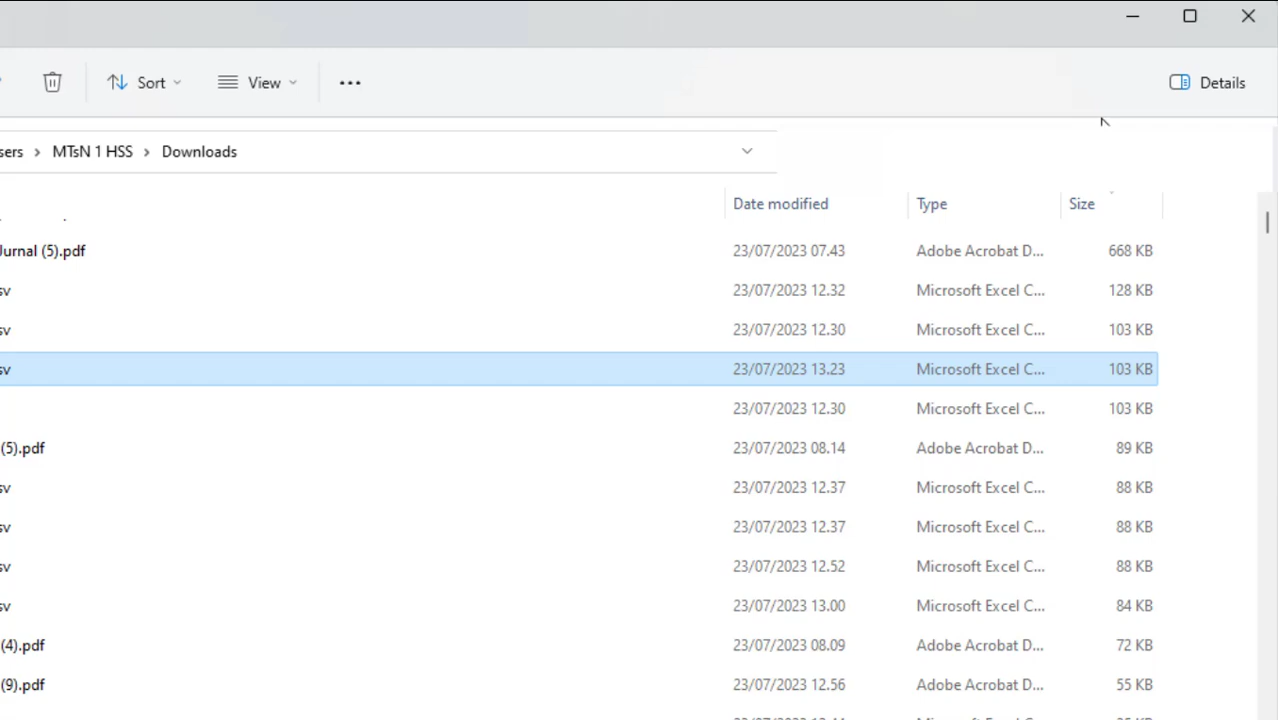 Sort View ... Details
sers > MTsN 1 HSS > Downloads
Date modified Type Size
Jurnal (5).pdf 23/07/2023 07.43 Adobe Acrobat D... 668 KB
sv 23/07/2023 12.32 Microsoft Excel C... 128 KB
sv 23/07/2023 12.30 Microsoft Excel C... 103 KB
sv 23/07/2023 13.23 Microsoft Excel C... 103 KB
23/07/2023 12.30 Microsoft Excel C... 103 KB
(5).pdf 23/07/2023 08.14 Adobe Acrobat D... 89 KB
sv 23/07/2023 12.37 Microsoft Excel C... 88 KB
sv 23/07/2023 12.37 Microsoft Excel C... 88 KB
sv 23/07/2023 12.52 Microsoft Excel C... 88 KB
sv 23/07/2023 13.00 Microsoft Excel C... 84 KB
(4).pdf 23/07/2023 08.09 Adobe Acrobat D... 72 KB
(9).pdf 23/07/2023 12.56 Adobe Acrobat D... 55 KB